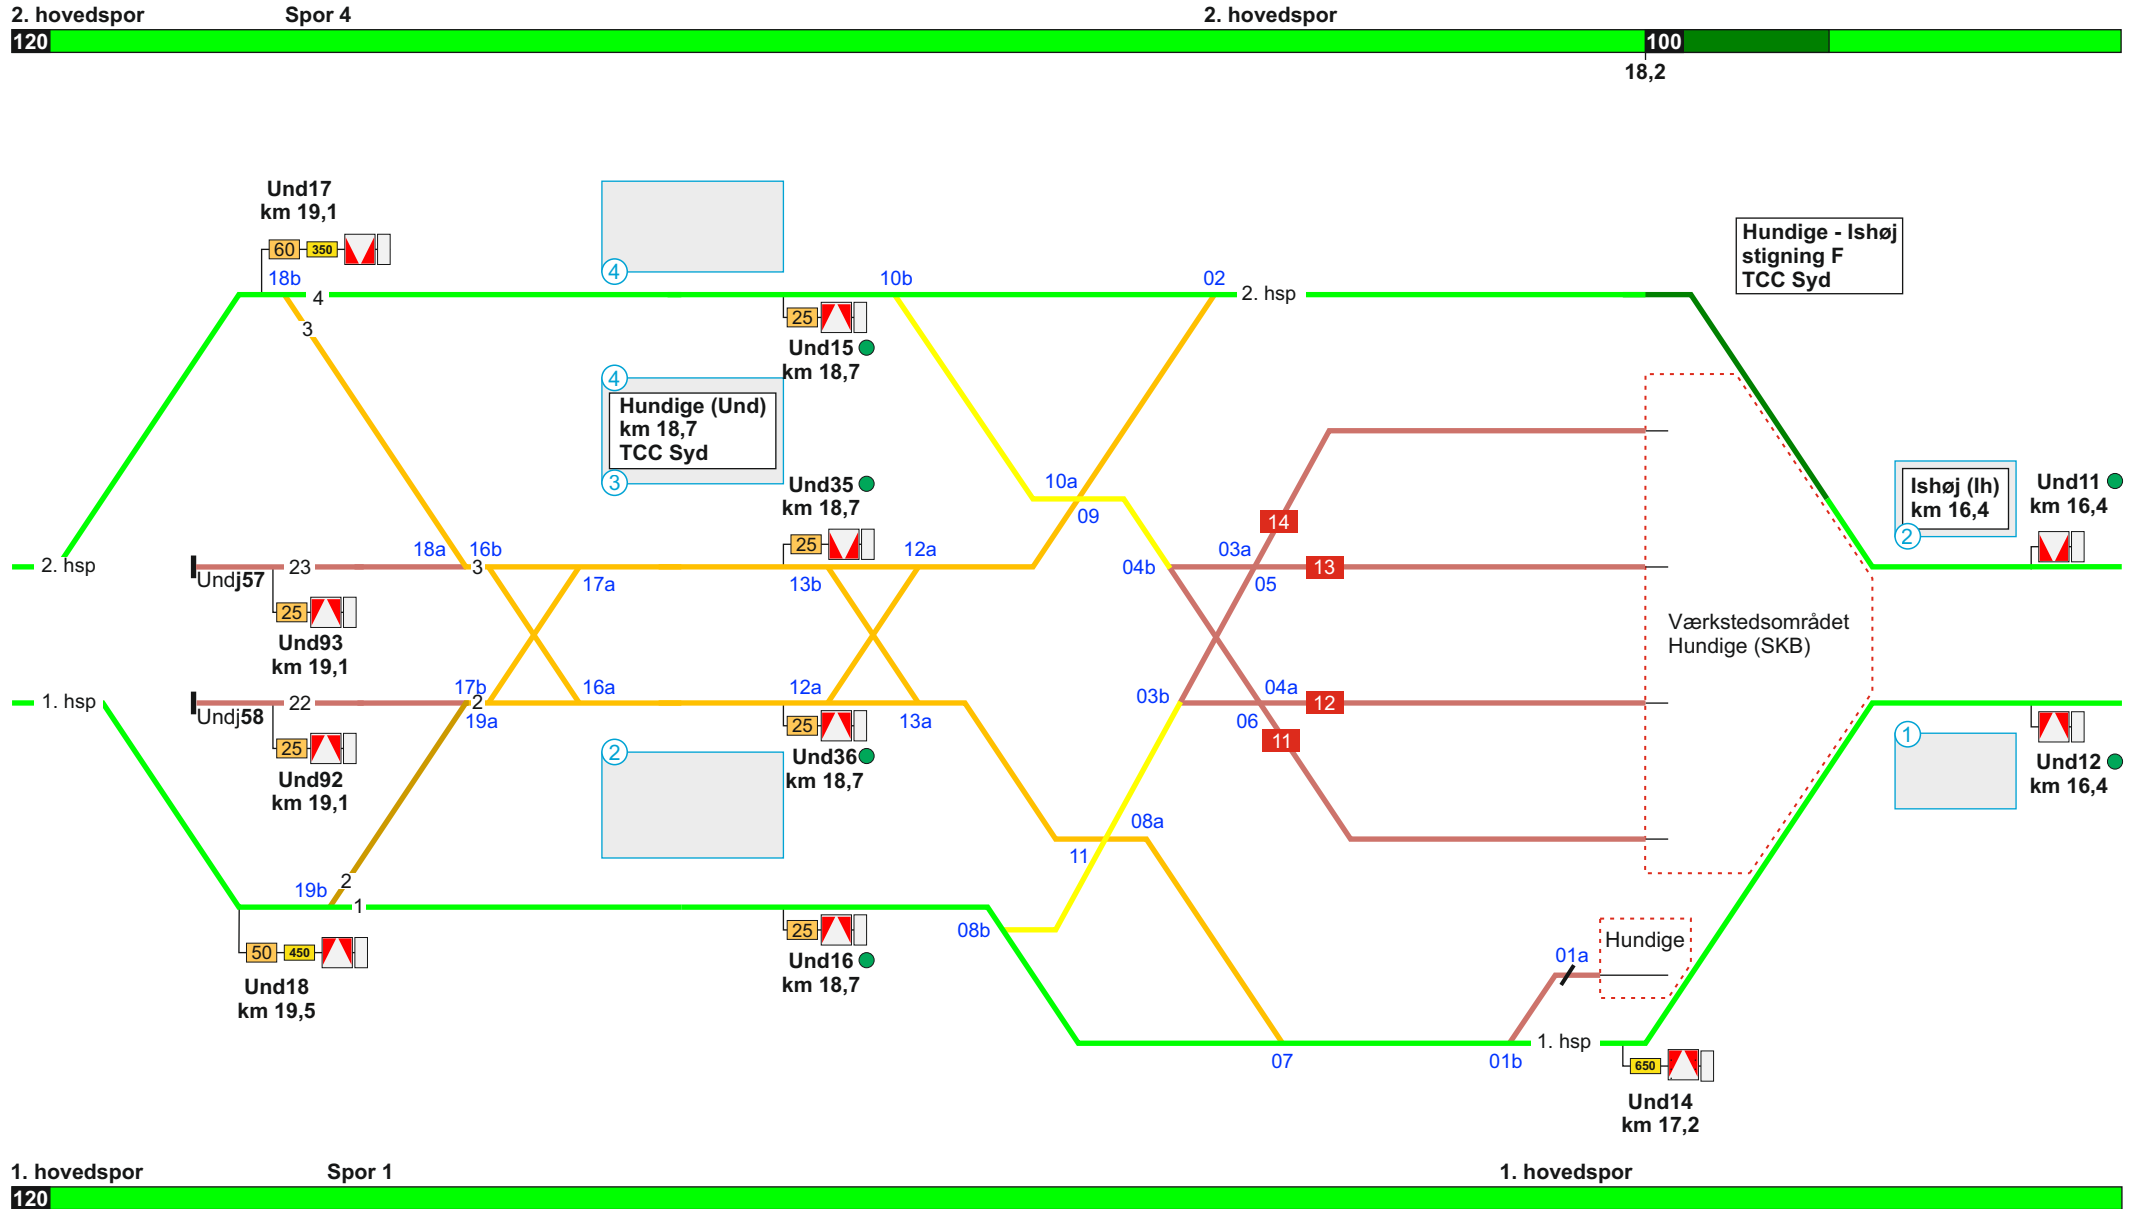 2. hovedspor Spor 4 2. hovedspor
120 100
18,2
Und17
km 19,1
60 350
18b
4
3
4
10b
02
2. hsp
Hundige - Ishøj
stigning F
TCC Syd
25
Und15
km 18,7
4
Hundige (Und)
km 18,7
TCC Syd
3
Und35
km 18,7
25
10a
09
14
Ishøj (Ih)
km 16,4
2
Und11
km 16,4
2. hsp
Undj57
23
18a
16b
3
17a
13b
12a
04b
03a
05
13
25
Und93
km 19,1
Værkstedsområdet
Hundige (SKB)
1. hsp
Undj58
22
17b
2
19a
16a
12a
13a
03b
04a
06
12
11
25
Und92
km 19,1
25
Und36
km 18,7
2
1
Und12
km 16,4
08a
11
19b
2
1
08b
50 450
Und18
km 19,5
25
Und16
km 18,7
01a
Hundige
07
01b
1. hsp
650
Und14
km 17,2
1. hovedspor Spor 1 1. hovedspor
120